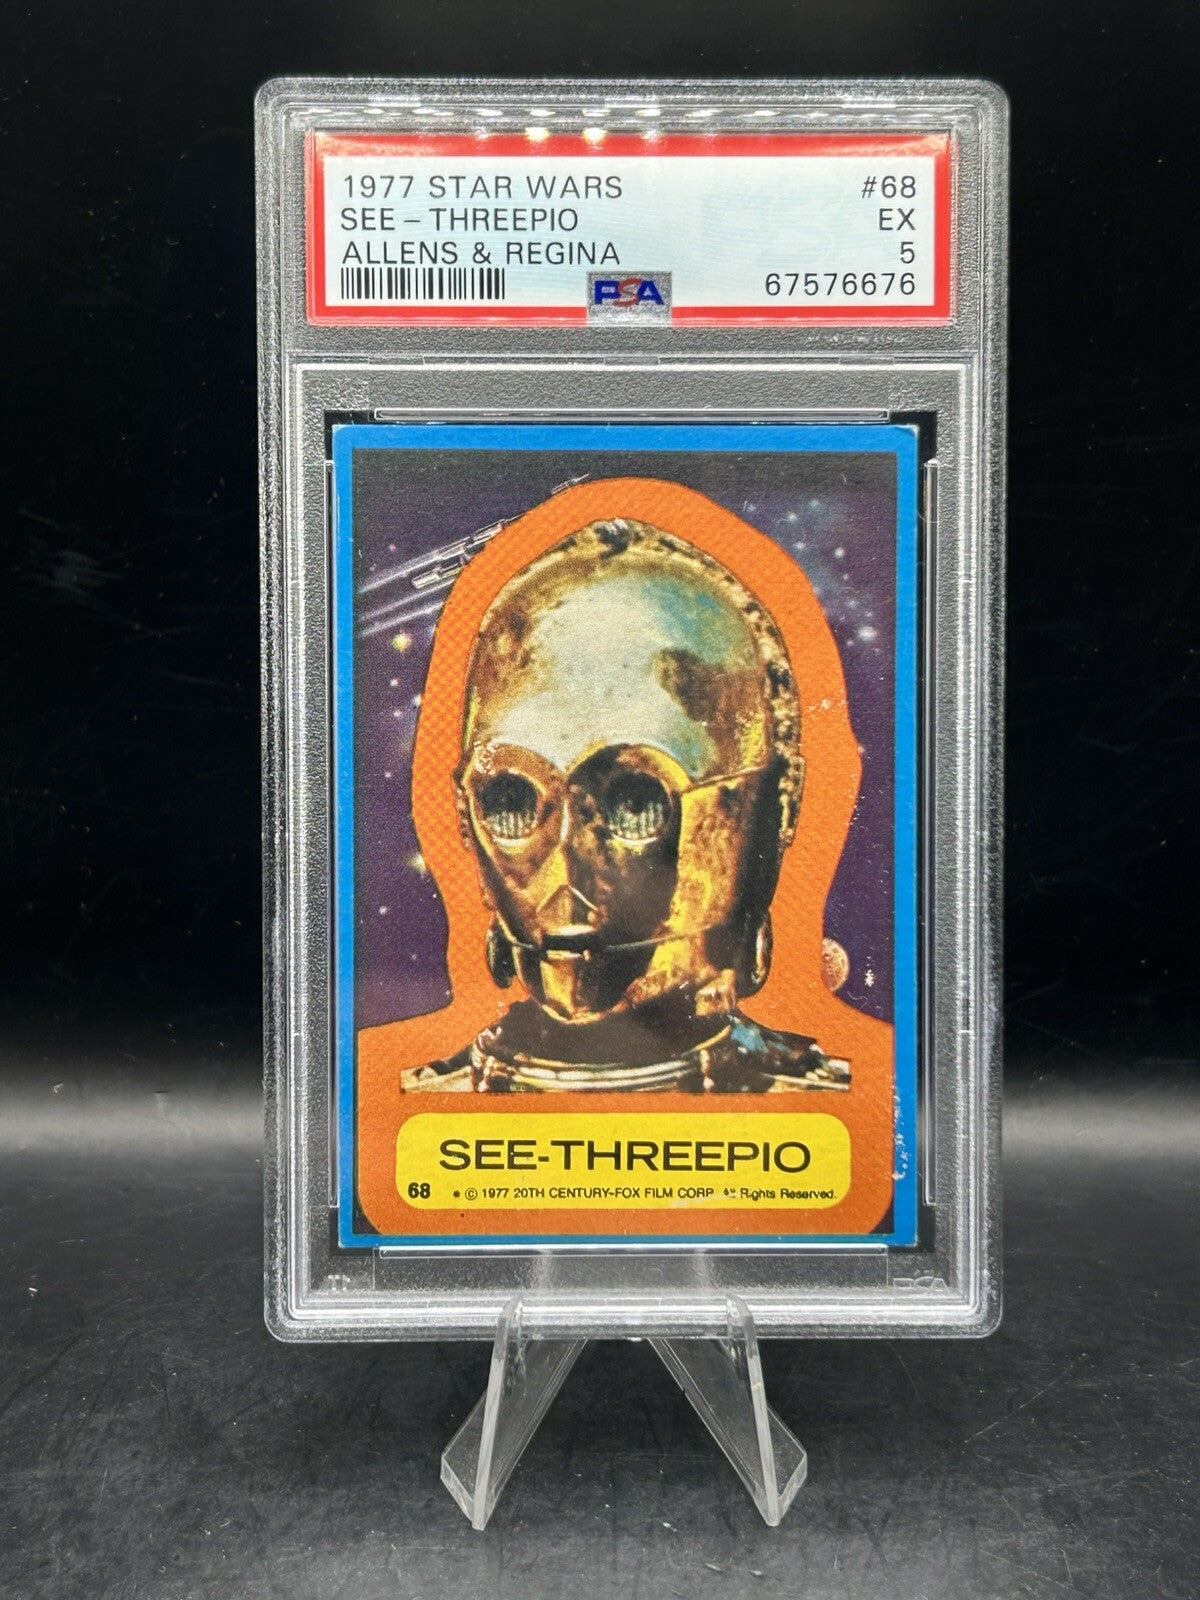 1977 STAR WARS #68
SEE – THREEPIO EX
ALLENS & REGINA 5
PSA 67576676
SEE-THREEPIO
68 * © 1977 20TH CENTURY-FOX FILM CORP. All Rights Reserved.
PSA